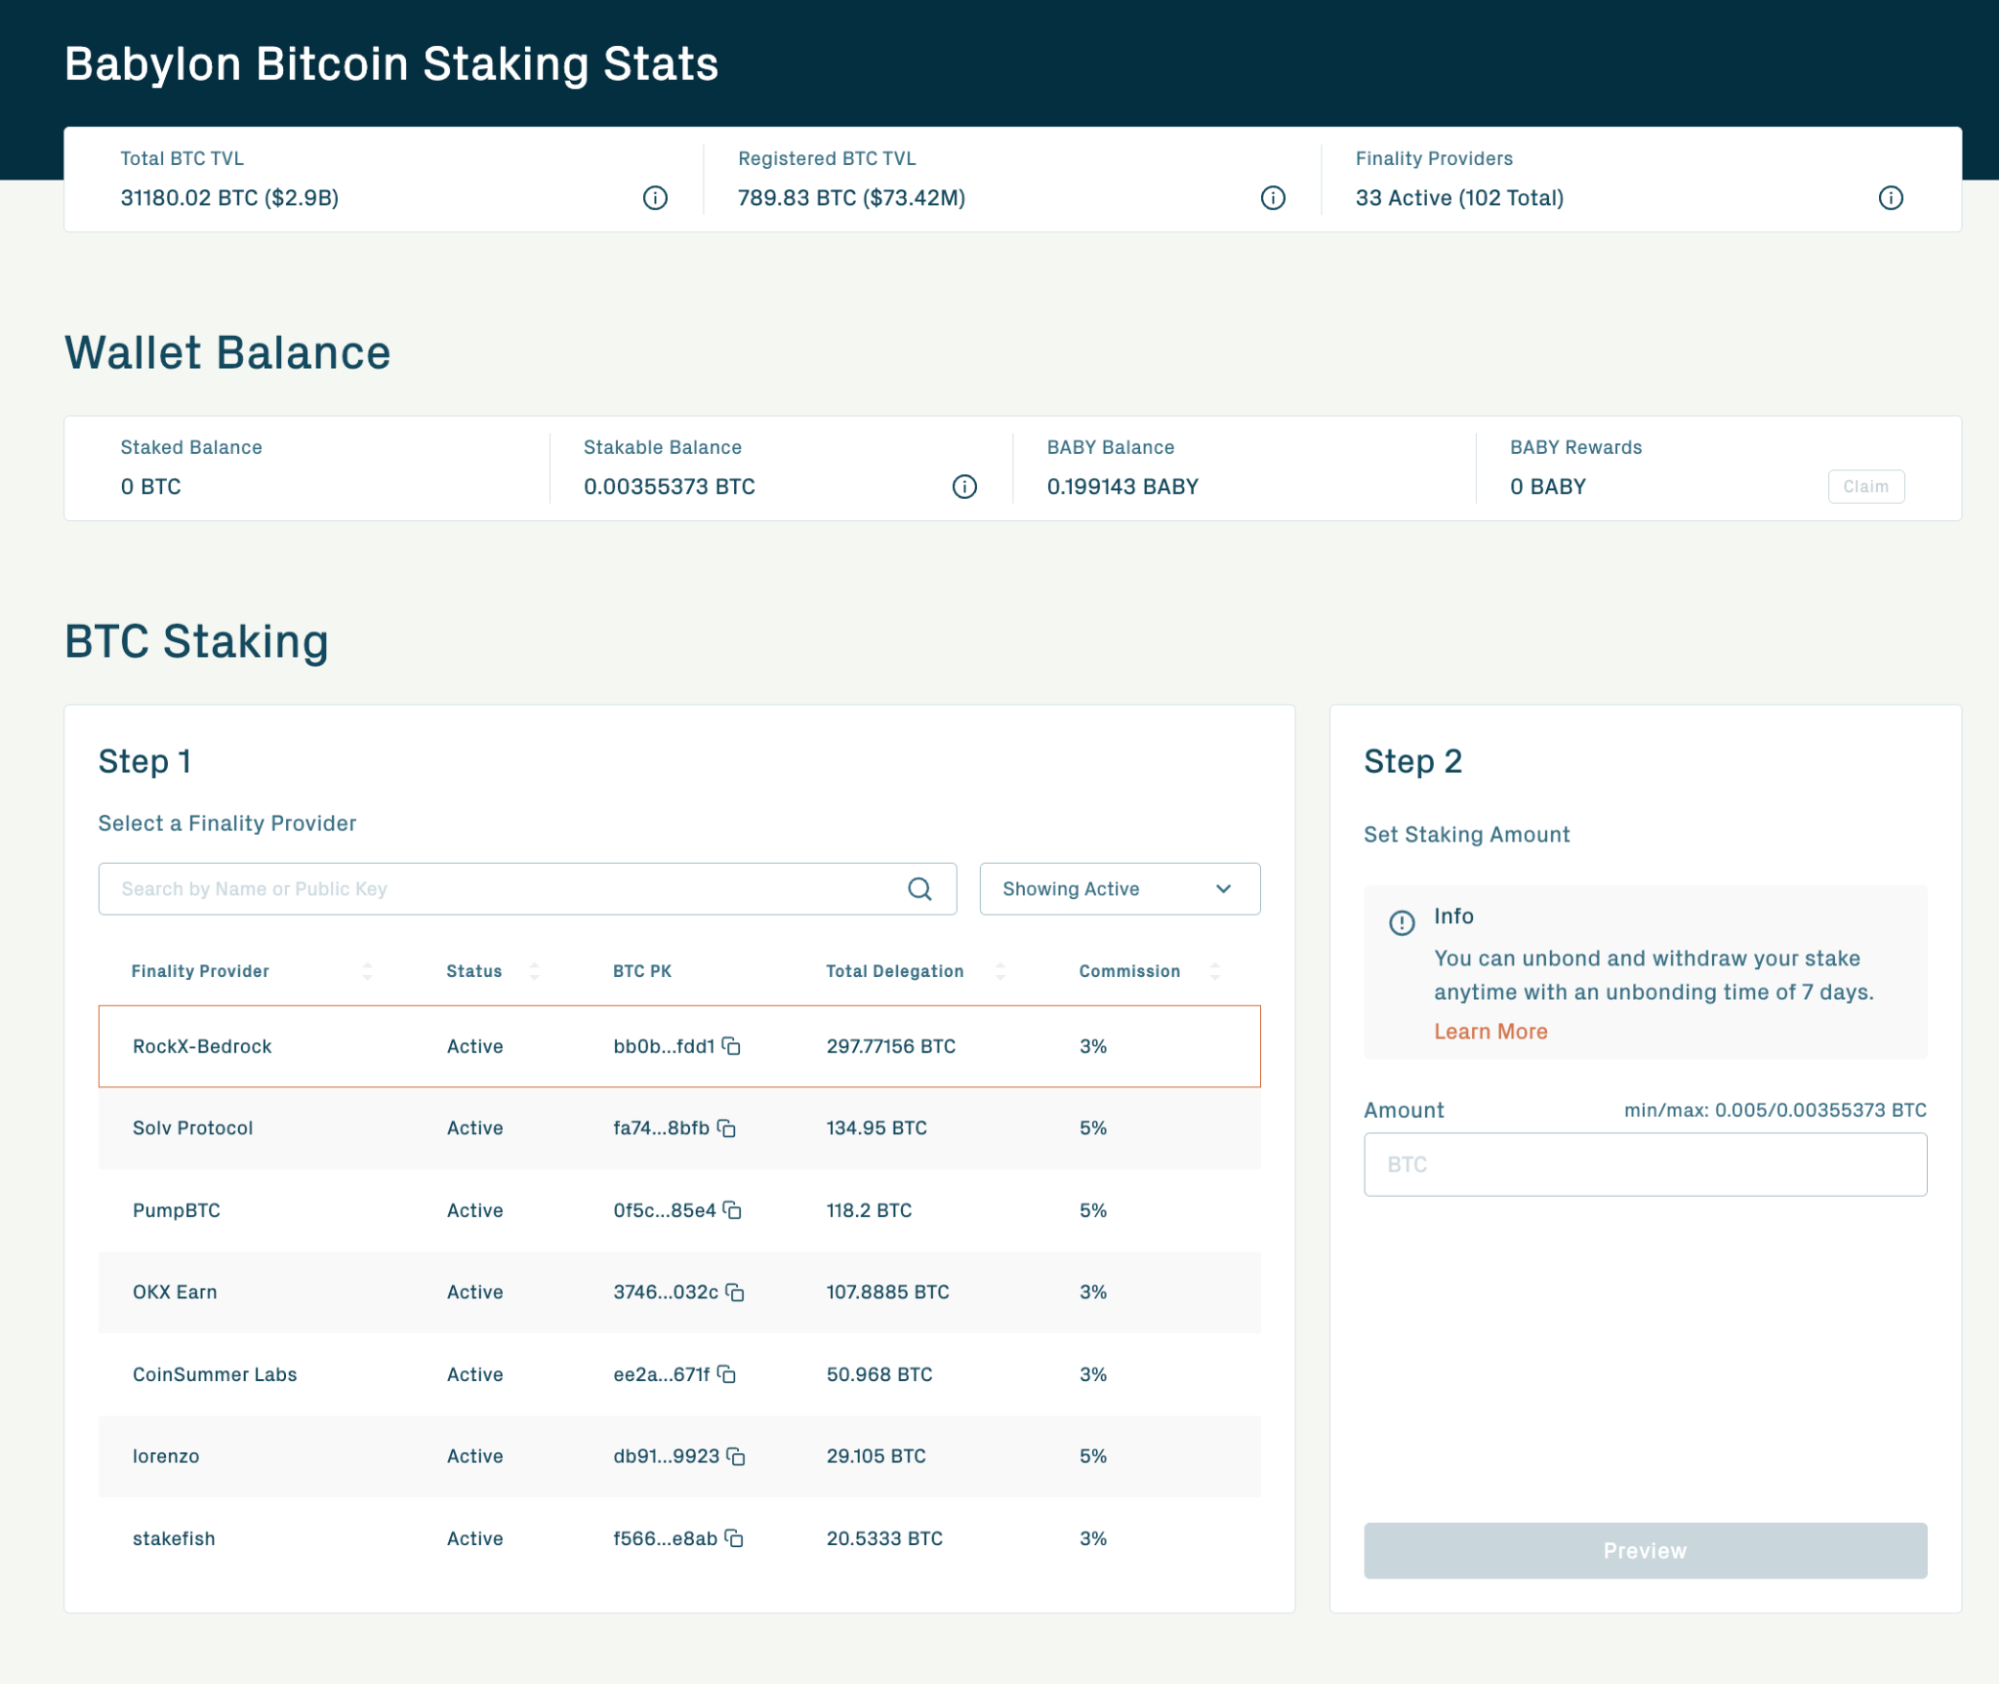 Babylon Bitcoin Staking Stats
Total BTC TVL
31180.02 BTC ($2.9B)
Registered BTC TVL
789.83 BTC ($73.42M)
Finality Providers
33 Active (102 Total)
Wallet Balance
Staked Balance
0 BTC
Stakable Balance
0.00355373 BTC
BABY Balance
0.199143 BABY
BABY Rewards
0 BABY
Claim
BTC Staking
Step 1
Select a Finality Provider
Search by Name or Public Key
Showing Active
Finality Provider Status BTC PK Total Delegation Commission
RockX-Bedrock Active bb0b...fdd1 297.77156 BTC 3%
Solv Protocol Active fa74...8bfb 134.95 BTC 5%
PumpBTC Active 0f5c...85e4 118.2 BTC 5%
OKX Earn Active 3746...032c 107.8885 BTC 3%
CoinSummer Labs Active ee2a...671f 50.968 BTC 3%
lorenzo Active db91...9923 29.105 BTC 5%
stakefish Active f566...e8ab 20.5333 BTC 3%
Step 2
Set Staking Amount
Info
You can unbond and withdraw your stake
anytime with an unbonding time of 7 days.
Learn More
Amount min/max: 0.005/0.00355373 BTC
BTC
Preview